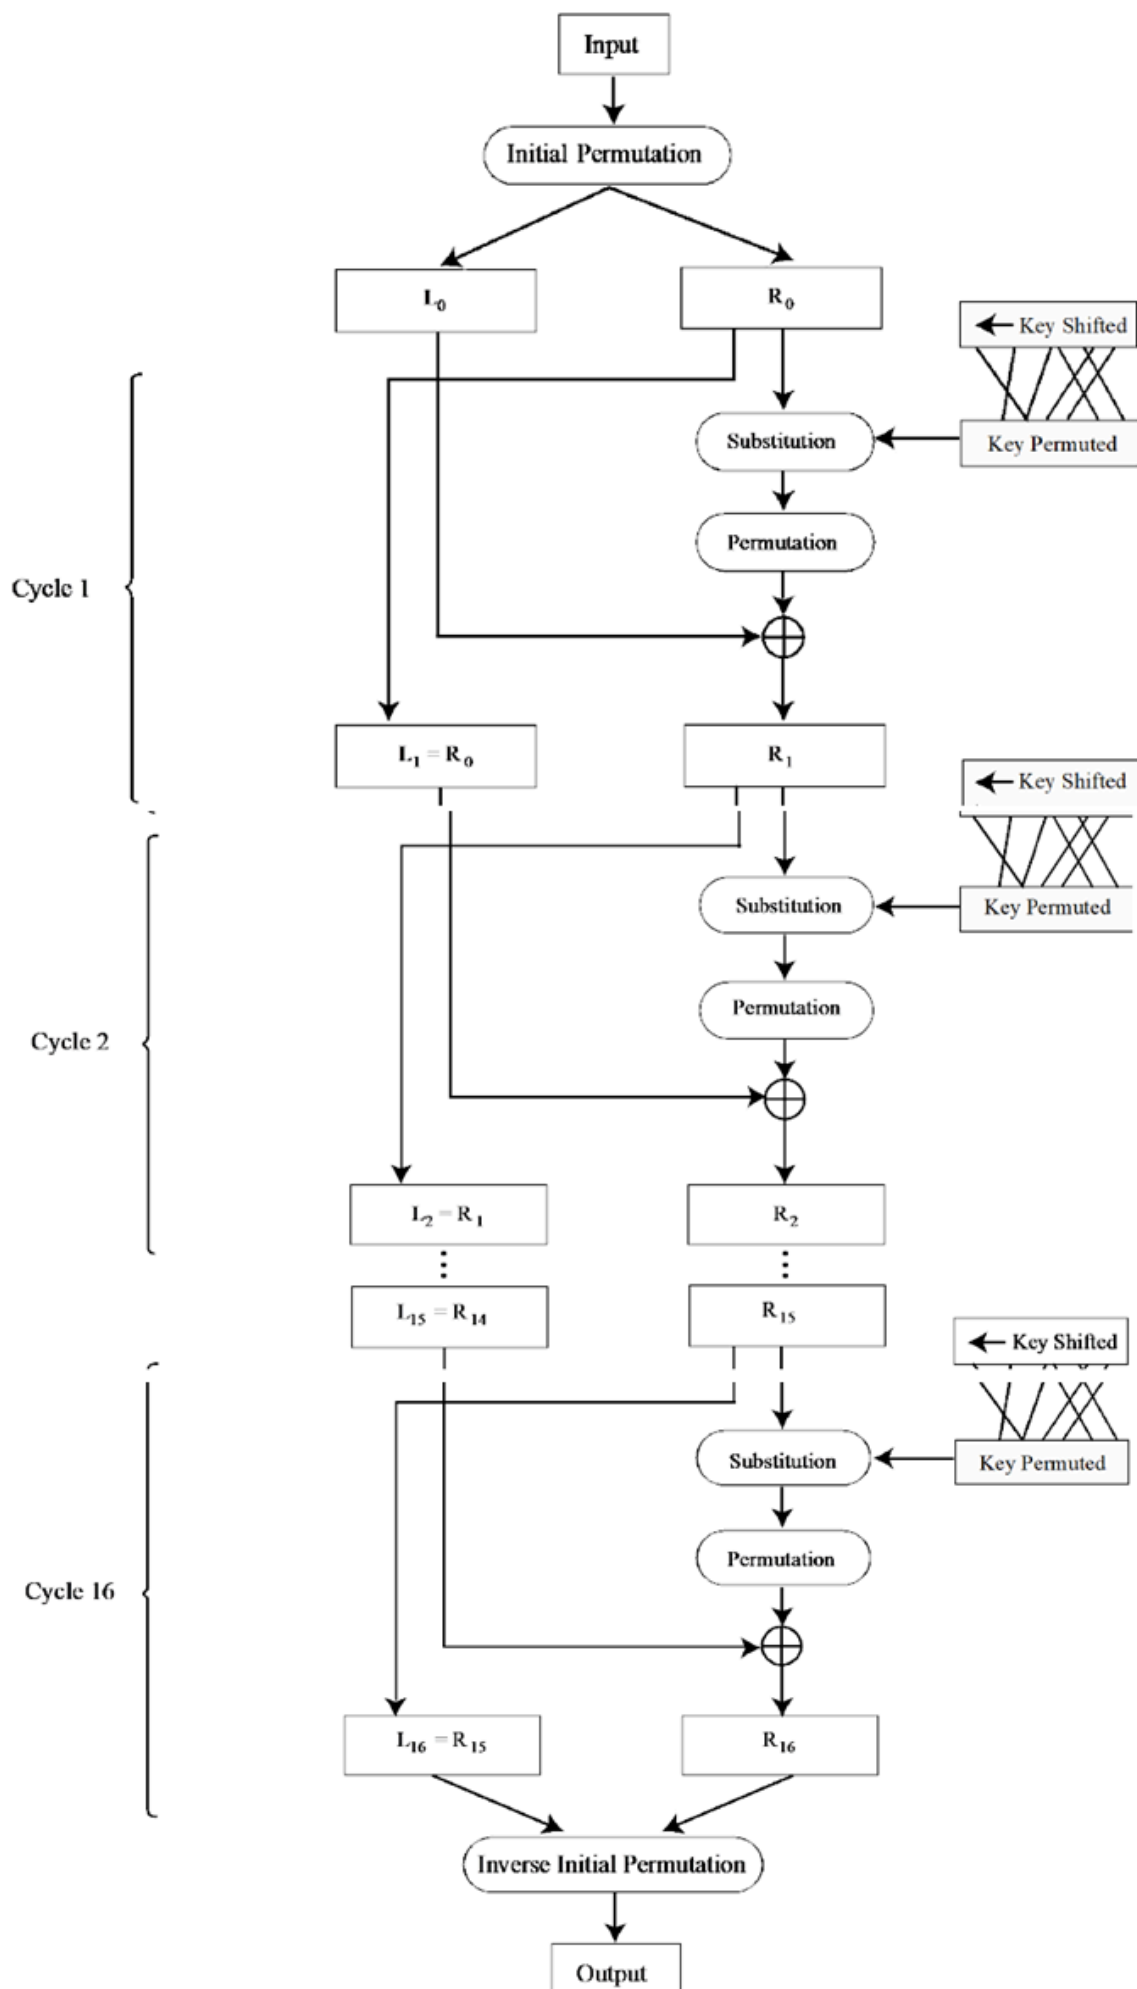 Input
Initial Permutation
L0 R0
Key Shifted
Substitution
Key Permuted
Permutation
Cycle 1
L1 = R0 R1
Key Shifted
Substitution
Key Permuted
Permutation
Cycle 2
L2 = R1 R2
L15 = R14 R15
Key Shifted
Substitution
Key Permuted
Permutation
Cycle 16
L16 = R15 R16
Inverse Initial Permutation
Output